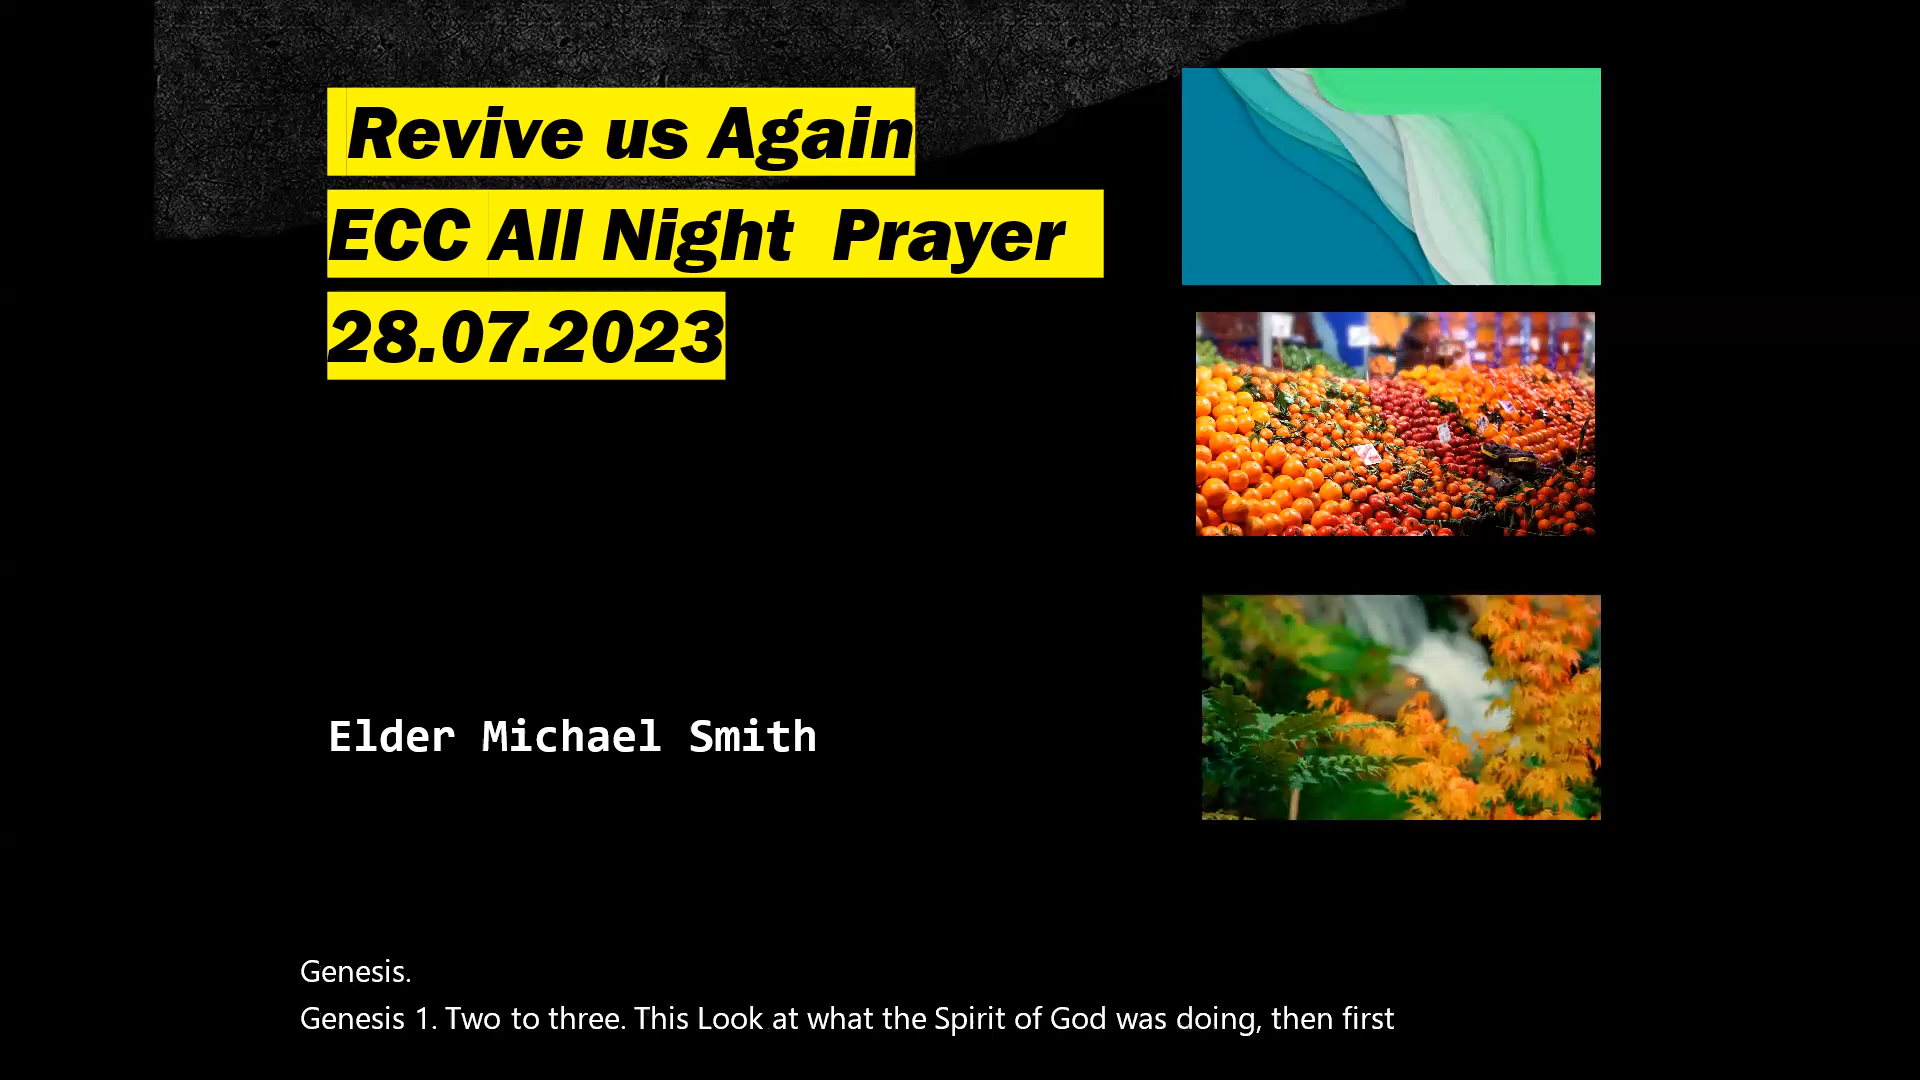 Revive us Again
ECC All Night Prayer
28.07.2023
Elder Michael Smith
Genesis.
Genesis 1. Two to three. This Look at what the Spirit of God was doing, then first